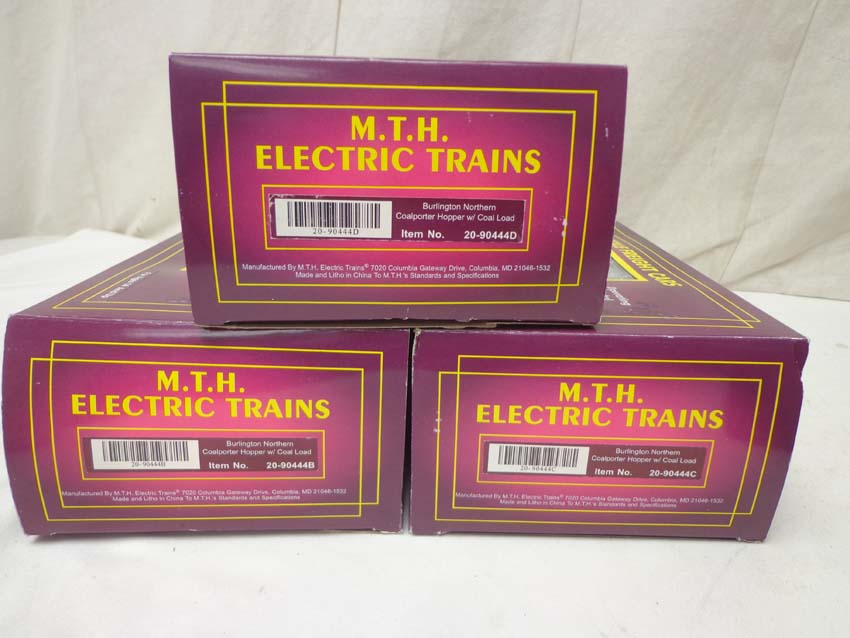 M.T.H.
ELECTRIC TRAINS
Burlington Northern
Coalporter Hopper w/ Coal Load
20-90444D
Item No. 20-90444D
Manufactured By M.T.H. Electric Trains® 7020 Columbia Gateway Drive, Columbia, MD 21046-1532
Made and Litho in China To M.T.H.'s Standards and Specifications
FREIGHT CARS
M.T.H.
ELECTRIC TRAINS
Burlington Northern
Coalporter Hopper w/ Coal Load
20-90444B
Item No. 20-90444B
Manufactured By M.T.H. Electric Trains® 7020 Columbia Gateway Drive, Columbia, MD 21046-1532
Made and Litho in China To M.T.H.'s Standards and Specifications
M.T.H.
ELECTRIC TRAINS
Burlington Northern
Coalporter Hopper w/ Coal Load
20-90444C
Item No. 20-90444C
Manufactured By M.T.H. Electric Trains® 7020 Columbia Gateway Drive, Columbia, MD 21046-1532
Made and Litho in China To M.T.H.'s Standards and Specifications